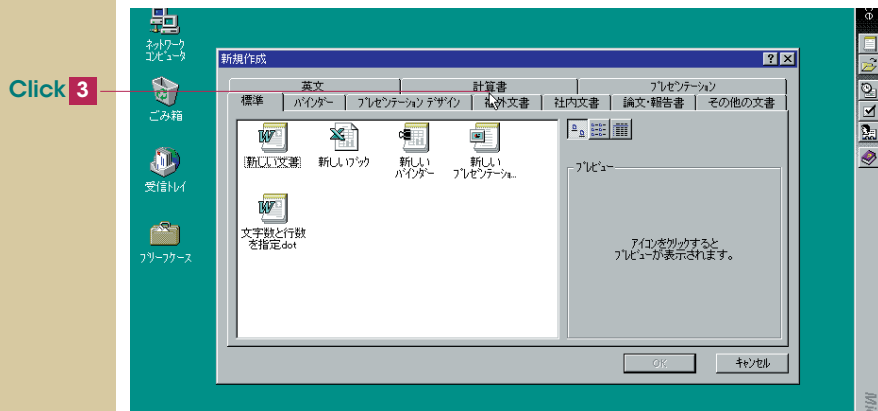 ネットワーク
コンピュータ
ごみ箱
受信トレイ
ブリーフケース
Click 3
新規作成
英文 計算書 プレゼンテーション
標準 バインダー プレゼンテーション デザイン 社外文書 社内文書 論文・報告書 その他の文書
新しい文書 新しいブック 新しい
バインダー 新しい
プレゼンテーショ...
文字数と行数
を指定.dot
プレビュー
アイコンをクリックすると
プレビューが表示されます。
OK キャンセル